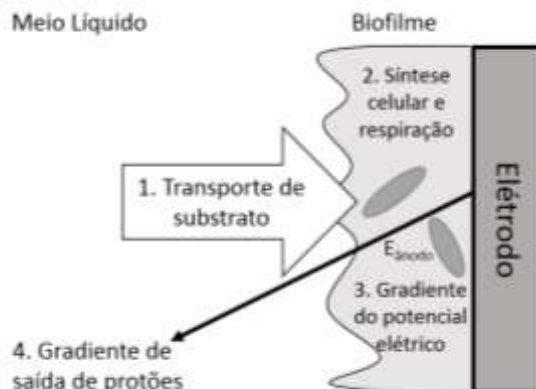 Meio Líquido
Biofilme
2. Síntese
celular e
respiração
1. Transporte de
substrato
Elétrodo
E ânodo
3. Gradiente
do potencial
elétrico
4. Gradiente de
saída de protões